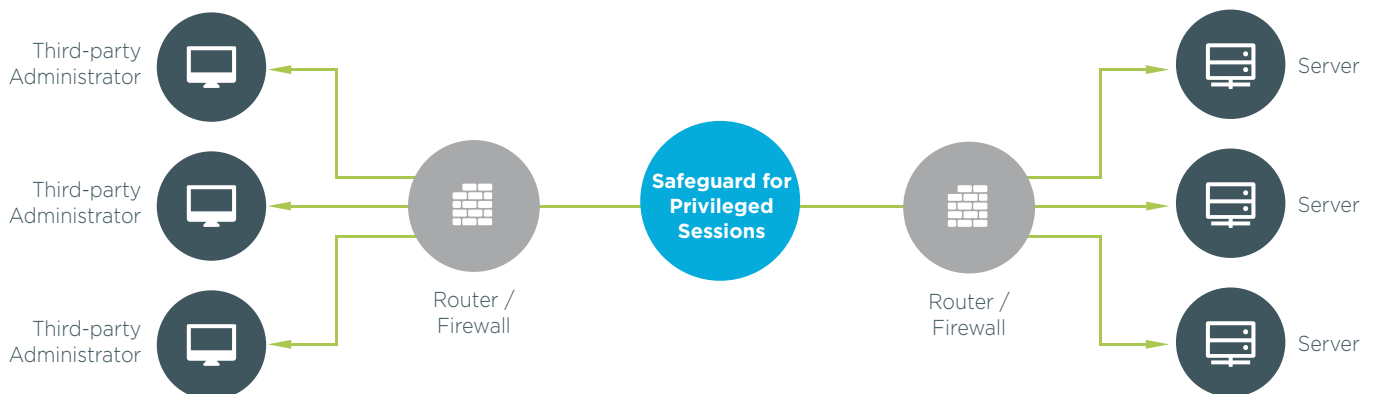 Third-party
Administrator
Third-party
Administrator
Third-party
Administrator
Router /
Firewall
Safeguard for
Privileged
Sessions
Router /
Firewall
Server
Server
Server